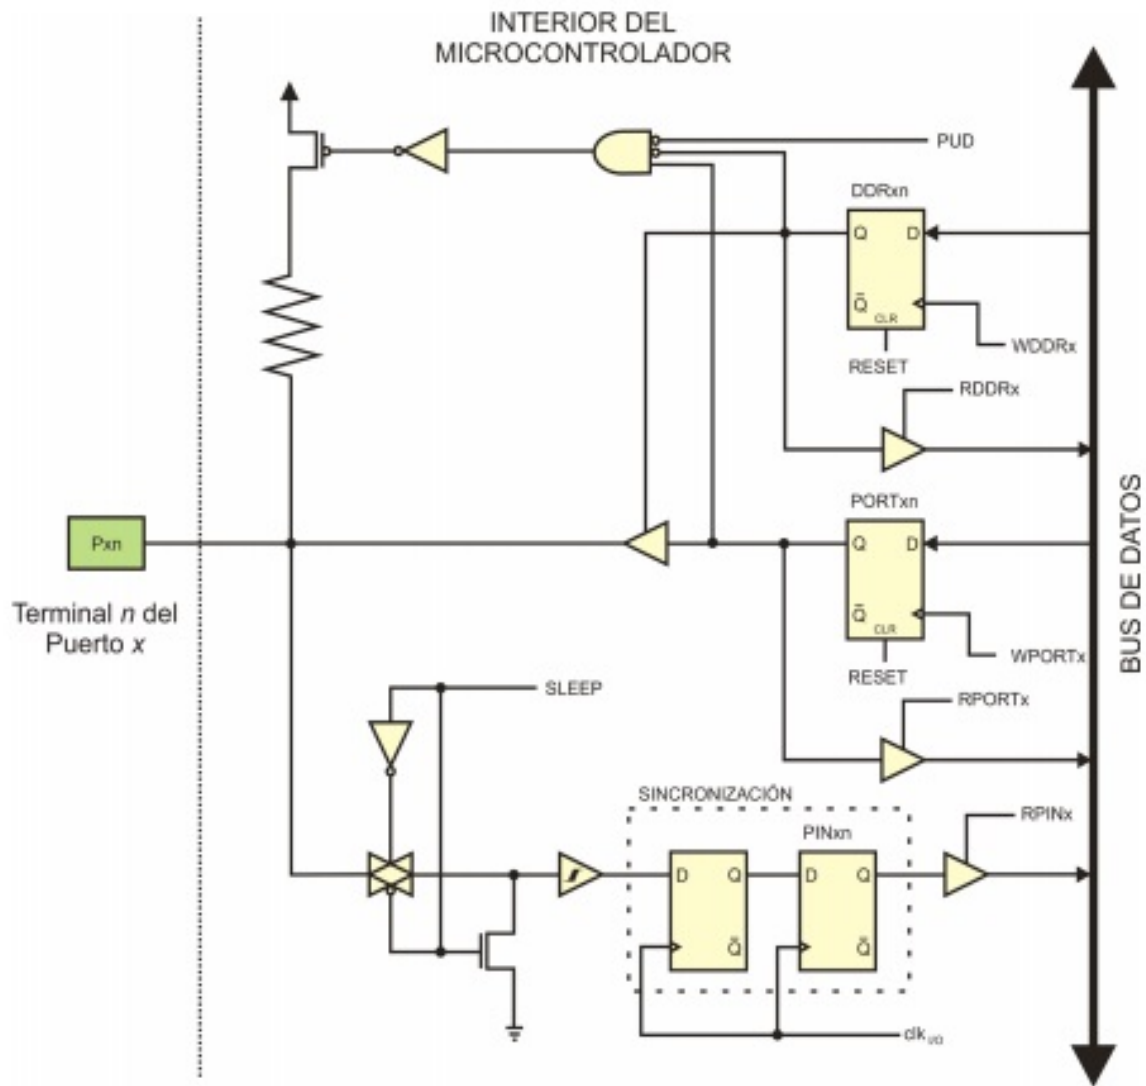 INTERIOR DEL
MICROCONTROLADOR
PUD
DDRxn
Q D
Q̄
CLR
WDDRx
RESET
RDDRx
PORTxn
Pxn
Q D
Q̄
CLR
Terminal n del
Puerto x
WPORTx
RESET
BUS DE DATOS
SLEEP
RPORTx
SINCRONIZACIÓN
PINxn
RPINx
D Q D Q
Q̄ Q̄
clk I/O